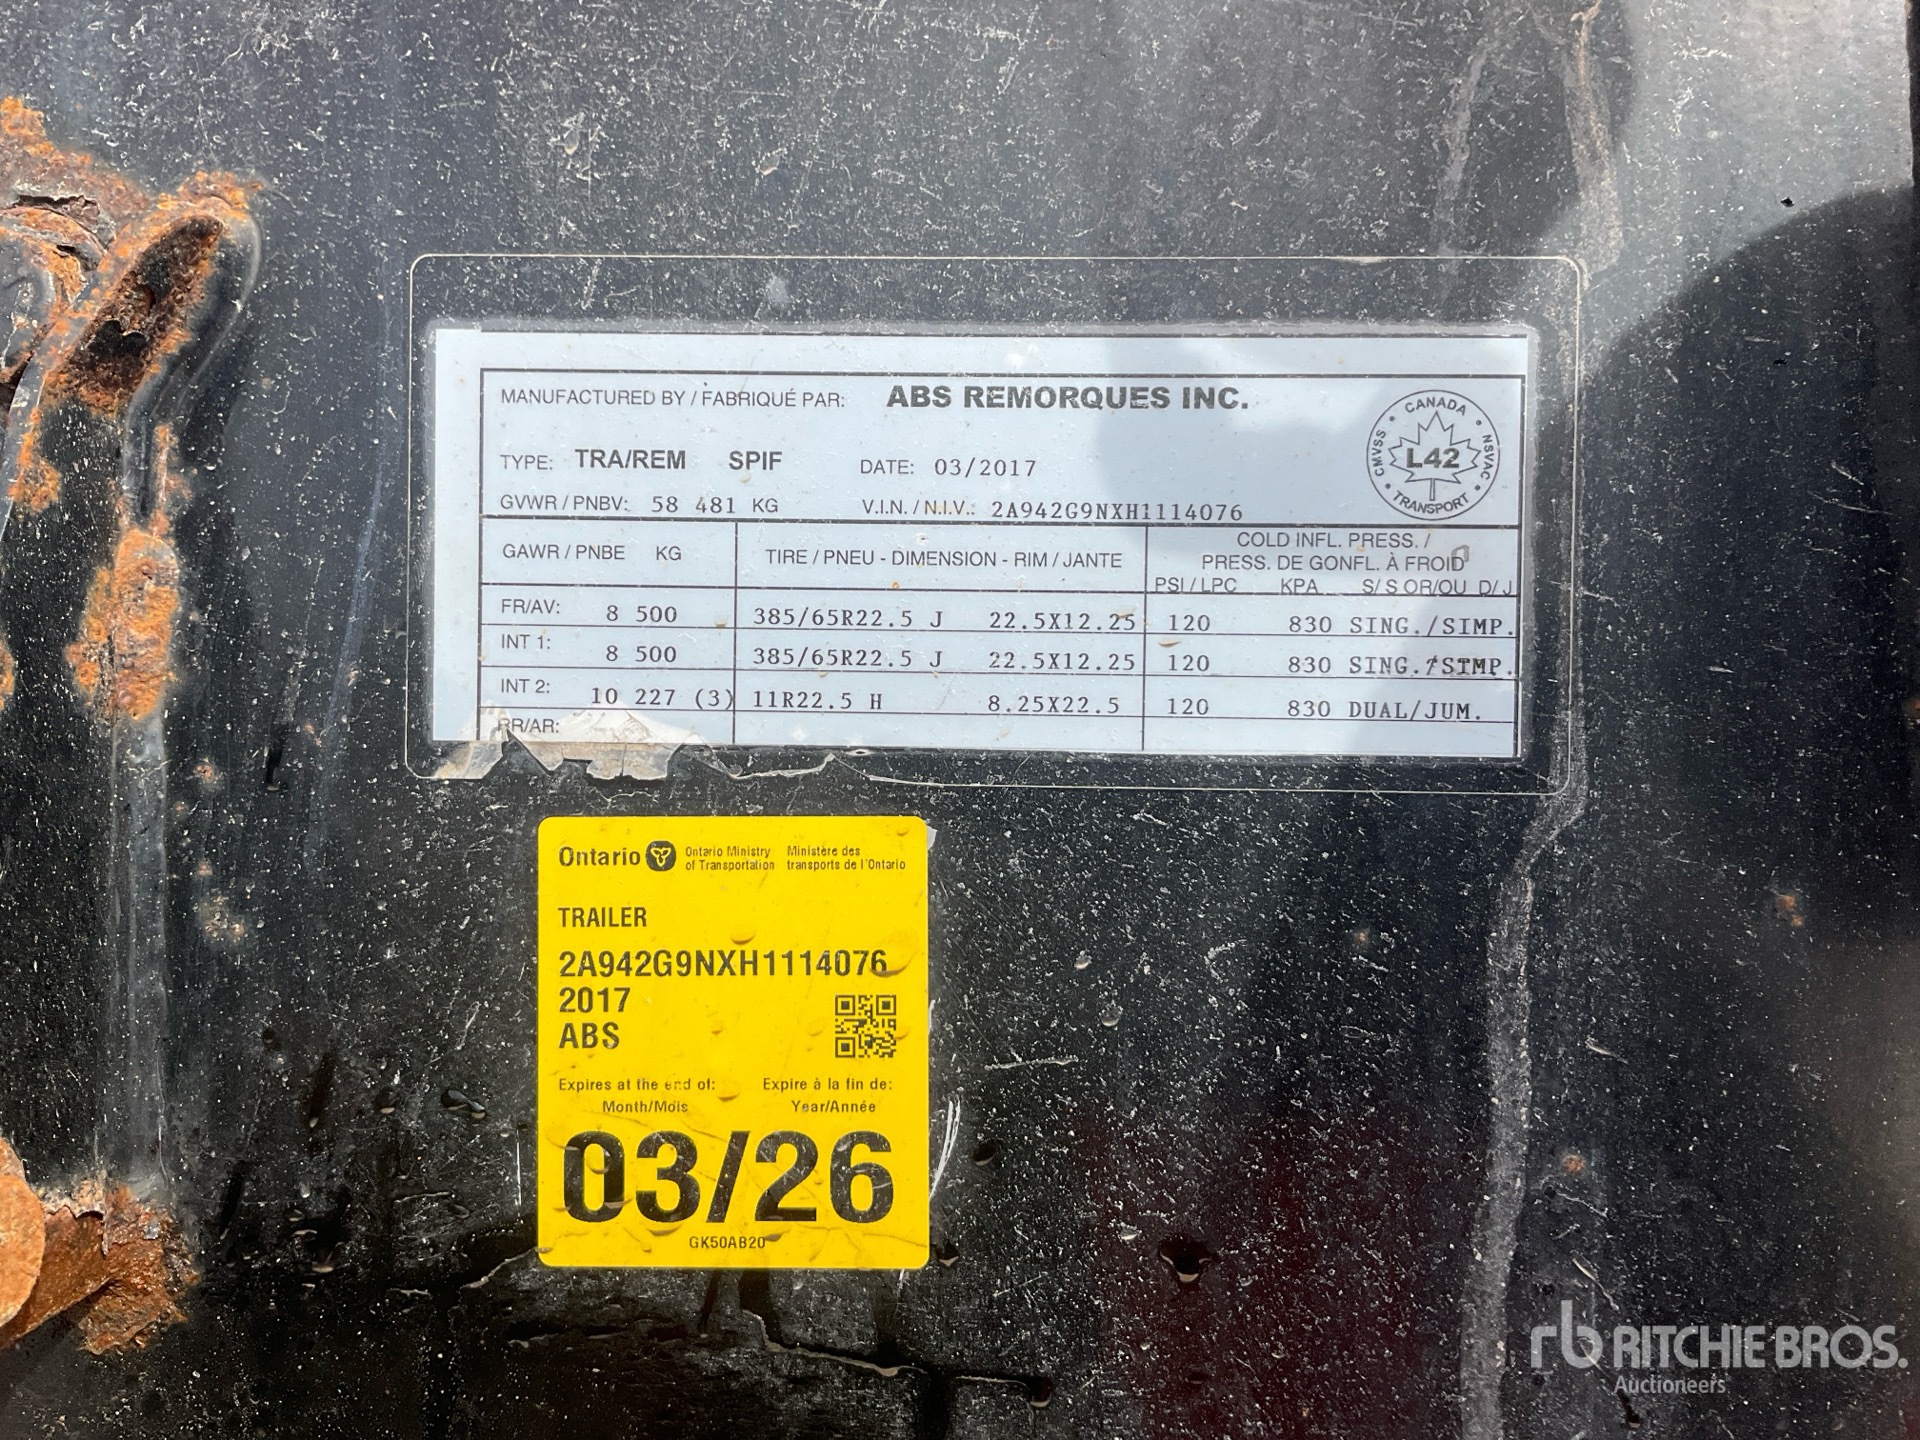 MANUFACTURED BY / FABRIQUÉ PAR: ABS REMORQUES INC.
TYPE: TRA/REM SPIF DATE: 03/2017
GVWR / PNBV: 58 481 KG V.I.N. / N.I.V.: 2A942G9NXH1114076
CANADA
CMVSS L42 NSVAC
TRANSPORT
GAWR / PNBE KG TIRE / PNEU - DIMENSION - RIM / JANTE COLD INFL. PRESS. /
PRESS. DE GONFL. À FROID
PSI / LPC KPA S/ S OR/OU D/ J
FR/AV: 8 500 385/65R22.5 J 22.5X12.25 120 830 SING./SIMP.
INT 1: 8 500 385/65R22.5 J 22.5X12.25 120 830 SING./SIMP.
INT 2: 10 227 (3) 11R22.5 H 8.25X22.5 120 830 DUAL/JUM.
RR/AR:
Ontario Ontario Ministry of Transportation Ministère des transports de l'Ontario
TRAILER
2A942G9NXH1114076
2017
ABS
Expires at the end of: Expire à la fin de:
Month/Mois Year/Année
03/26
GK50AB20
rb RITCHIE BROS.
Auctioneers